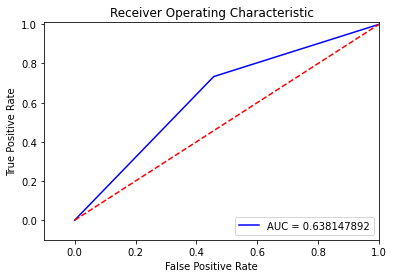 Receiver Operating Characteristic
True Positive Rate
1.0
0.8
0.6
0.4
0.2
0.0
AUC = 0.638147892
0.0 0.2 0.4 0.6 0.8 1.0
False Positive Rate